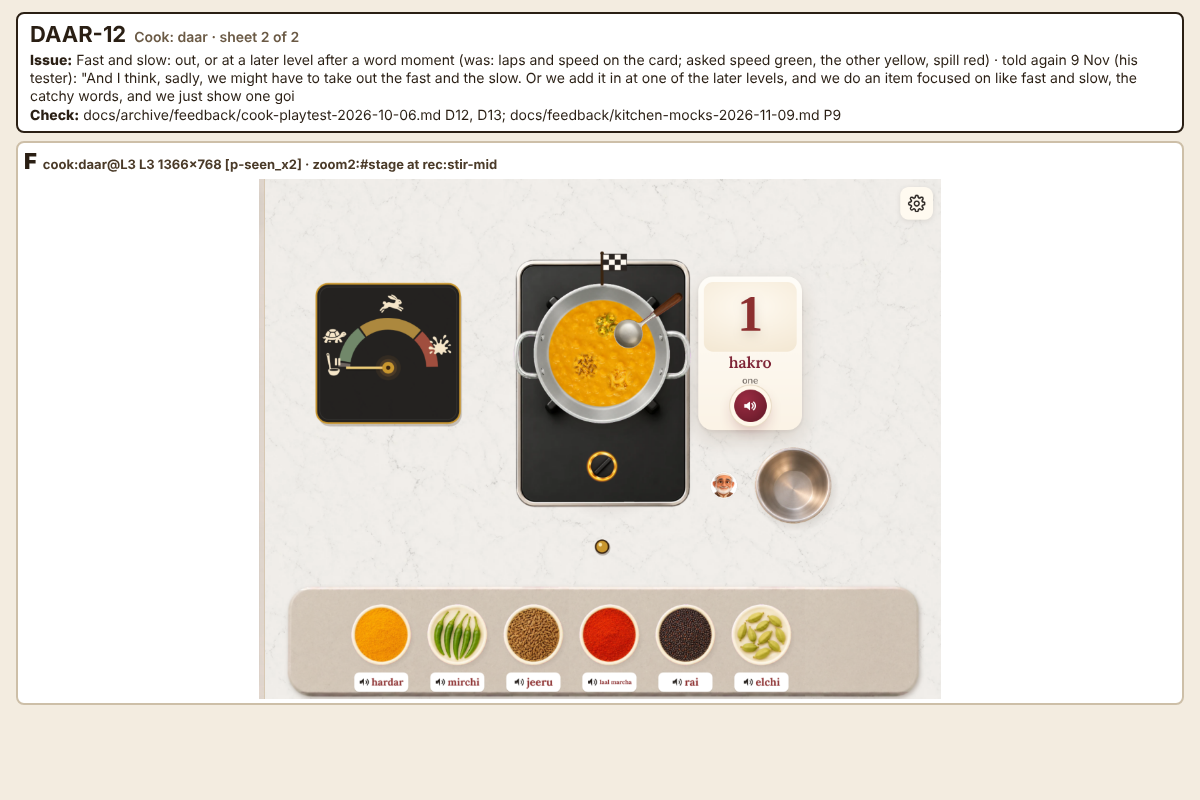 DAAR-12 Cook: daar · sheet 2 of 2
Issue: Fast and slow: out, or at a later level after a word moment (was: laps and speed on the card; asked speed green, the other yellow, spill red) · told again 9 Nov (his
tester): "And I think, sadly, we might have to take out the fast and the slow. Or we add it in at one of the later levels, and we do an item focused on like fast and slow, the
catchy words, and we just show one goi
Check: docs/archive/feedback/cook-playtest-2026-10-06.md D12, D13; docs/feedback/kitchen-mocks-2026-11-09.md P9
F cook:daar@L3 L3 1366×768 [p-seen_x2] · zoom2:#stage at rec:stir-mid
1
hakro
one
hardar mirchi jeeru laal marcha rai elchi